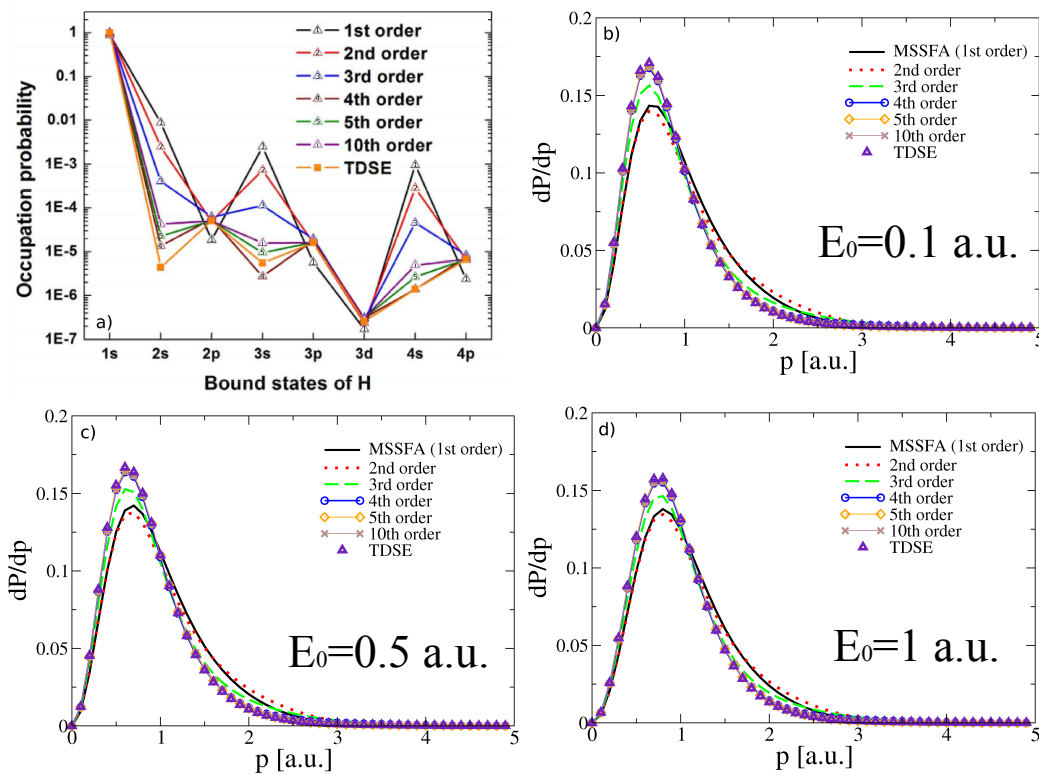 1
0.1
0.01
1E-3
1E-4
1E-5
1E-6
1E-7
Occupation probability
1st order
2nd order
3rd order
4th order
5th order
10th order
TDSE
a)
1s 2s 2p 3s 3p 3d 4s 4p
Bound states of H
b)
0.2
0.15
0.1
0.05
0
dP/dp
MSSFA (1st order)
2nd order
3rd order
4th order
5th order
10th order
TDSE
E₀=0.1 a.u.
0 1 2 3 4 5
p [a.u.]
c)
0.2
0.15
0.1
0.05
0
dP/dp
MSSFA (1st order)
2nd order
3rd order
4th order
5th order
10th order
TDSE
E₀=0.5 a.u.
0 1 2 3 4 5
p [a.u.]
d)
0.2
0.15
0.1
0.05
0
dP/dp
MSSFA (1st order)
2nd order
3rd order
4th order
5th order
10th order
TDSE
E₀=1 a.u.
0 1 2 3 4 5
p [a.u.]